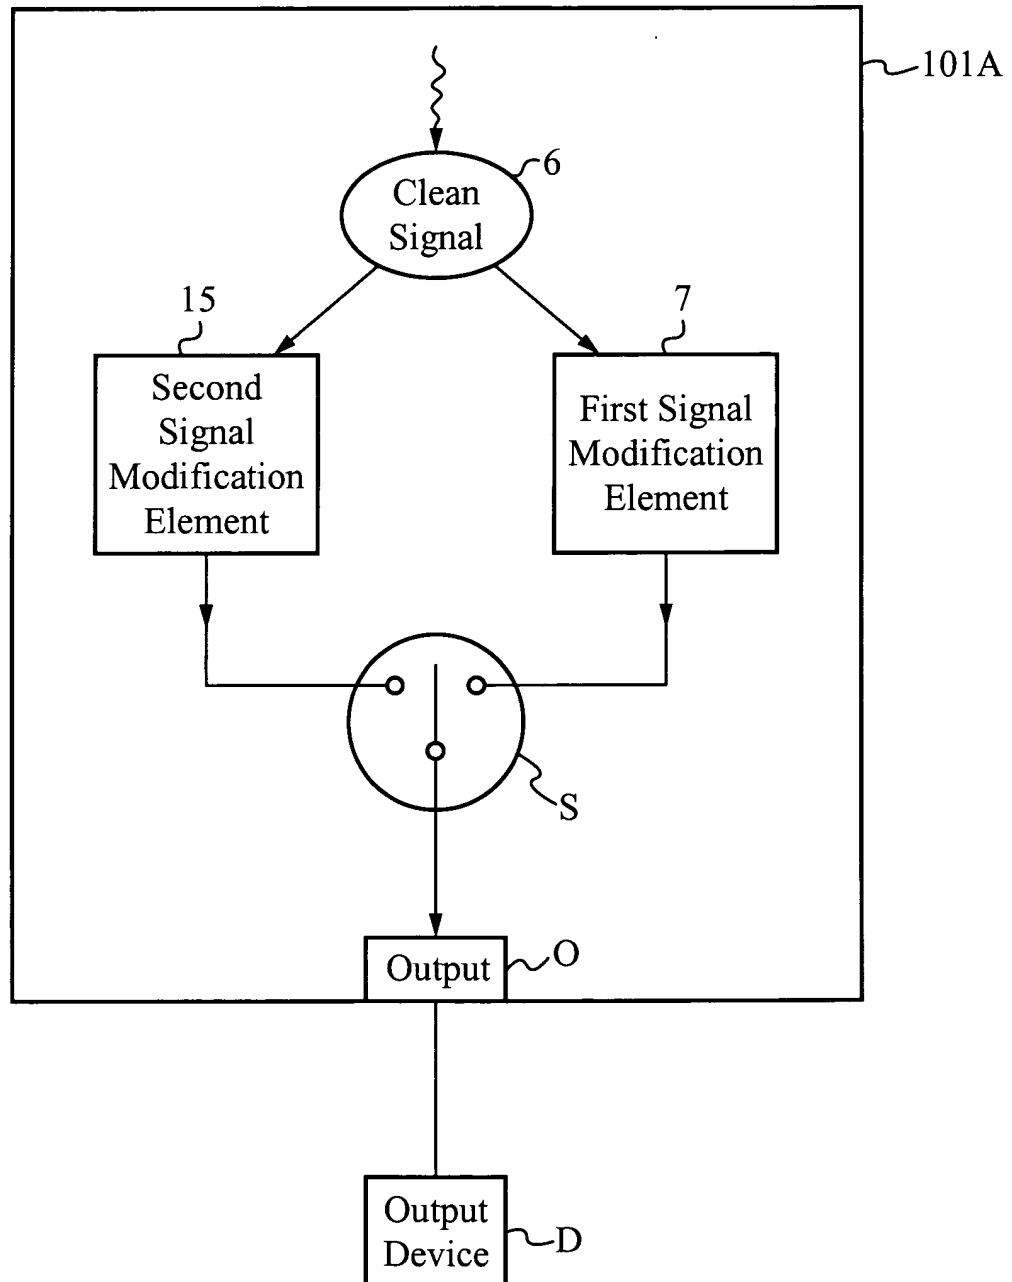 101A
6
Clean
Signal
15
7
Second
Signal
Modification
Element
First Signal
Modification
Element
S
Output
O
Output
Device
D